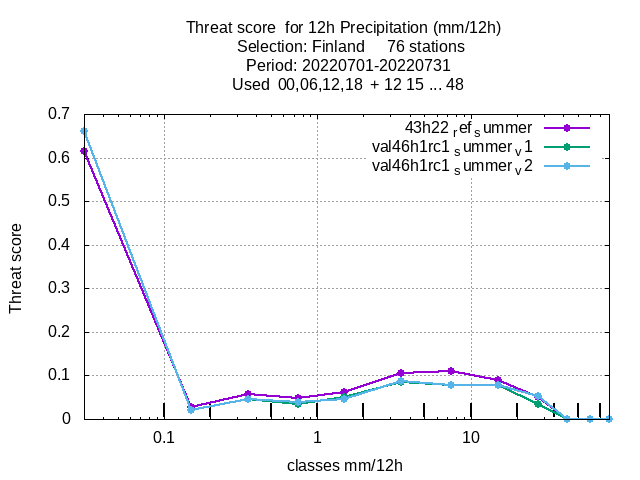 Threat score  for 12h Precipitation (mm/12h)
Selection: Finland     76 stations
Period: 20220701-20220731
Used  00,06,12,18  + 12 15 ... 48
43h22 ref summer
val46h1rc1 summer v1
val46h1rc1 summer v2
0.7
0.6
0.5
0.4
0.3
0.2
0.1
0
Threat score
0.1 1 10
classes mm/12h